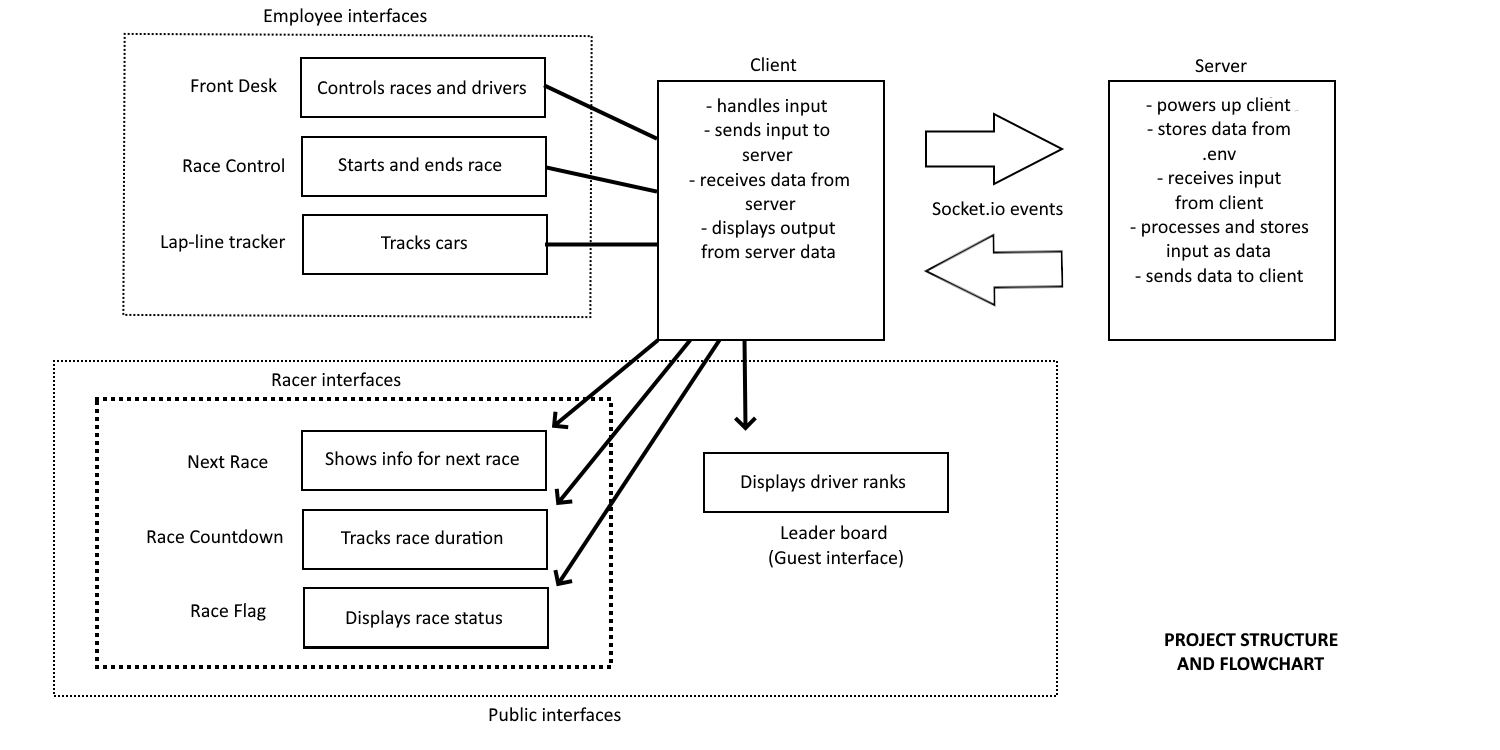 Employee interfaces
Front Desk
Controls races and drivers
Race Control
Starts and ends race
Lap-line tracker
Tracks cars
Client
- handles input
- sends input to
server
- receives data from
server
- displays output
from server data
Socket.io events
Server
- powers up client
- stores data from
.env
- receives input
from client
- processes and stores
input as data
- sends data to client
Racer interfaces
Next Race
Shows info for next race
Race Countdown
Tracks race duration
Race Flag
Displays race status
Displays driver ranks
Leader board
(Guest interface)
Public interfaces
PROJECT STRUCTURE
AND FLOWCHART